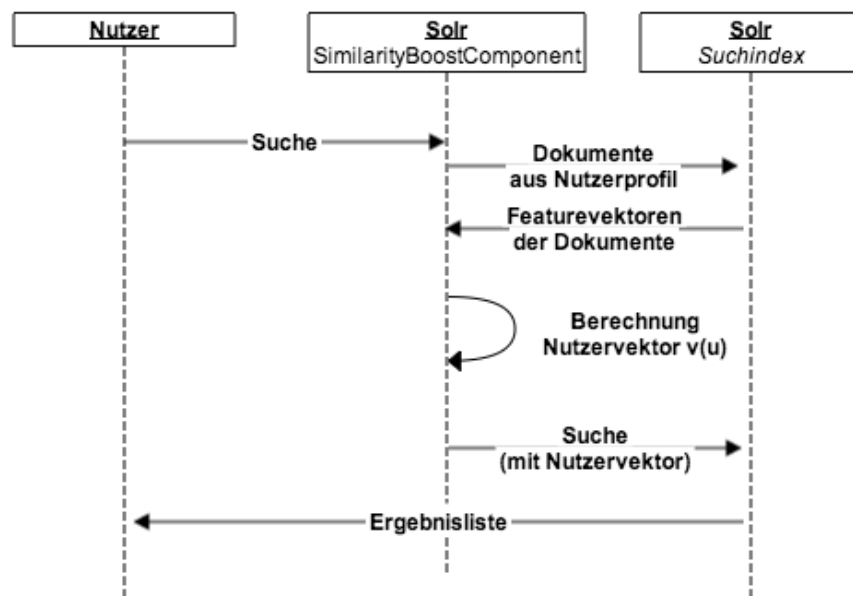 Nutzer
Solr
SimilarityBoostComponent
Solr
Suchindex
Suche
Dokumente
aus Nutzerprofil
Featurevektoren
der Dokumente
Berechnung
Nutzervektor v(u)
Suche
(mit Nutzervektor)
Ergebnisliste